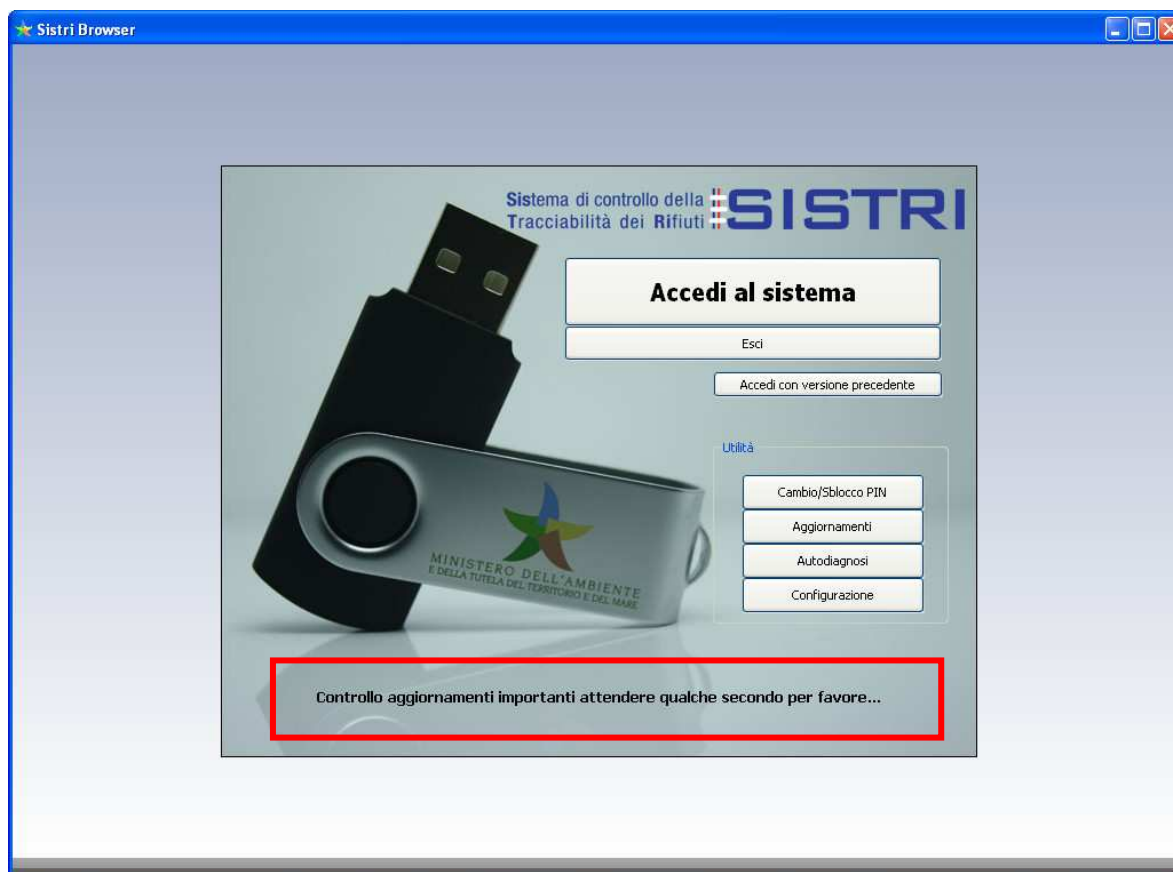 Sistri Browser
Sistema di controllo della
Tracciabilità dei Rifiuti
SISTRI
Accedi al sistema
Esci
Accedi con versione precedente
Utilità
Cambio/Sblocco PIN
Aggiornamenti
Autodiagnosi
Configurazione
MINISTERO DELL'AMBIENTE
E DELLA TUTELA DEL TERRITORIO E DEL MARE
Controllo aggiornamenti importanti attendere qualche secondo per favore...